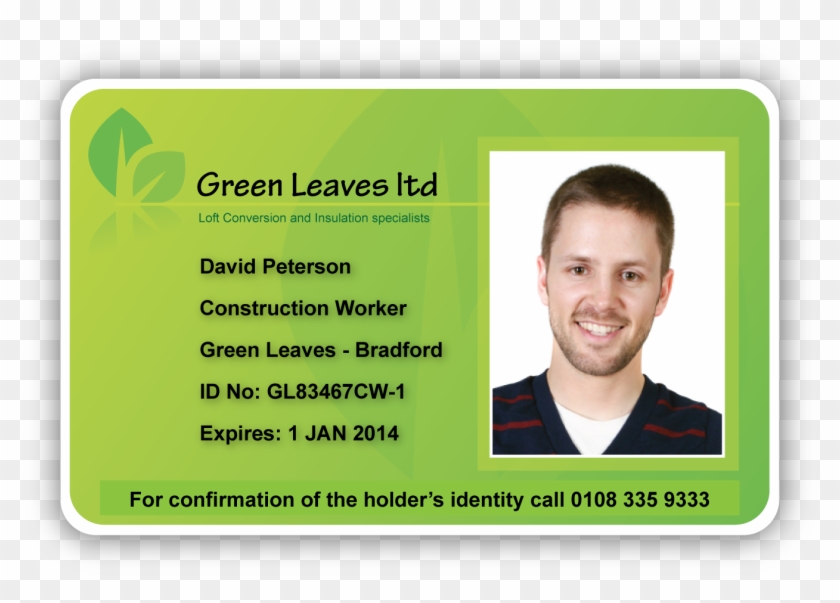 Green Leaves ltd
Loft Conversion and Insulation specialists
David Peterson
Construction Worker
Green Leaves - Bradford
ID No: GL83467CW-1
Expires: 1 JAN 2014
For confirmation of the holder's identity call 0108 335 9333